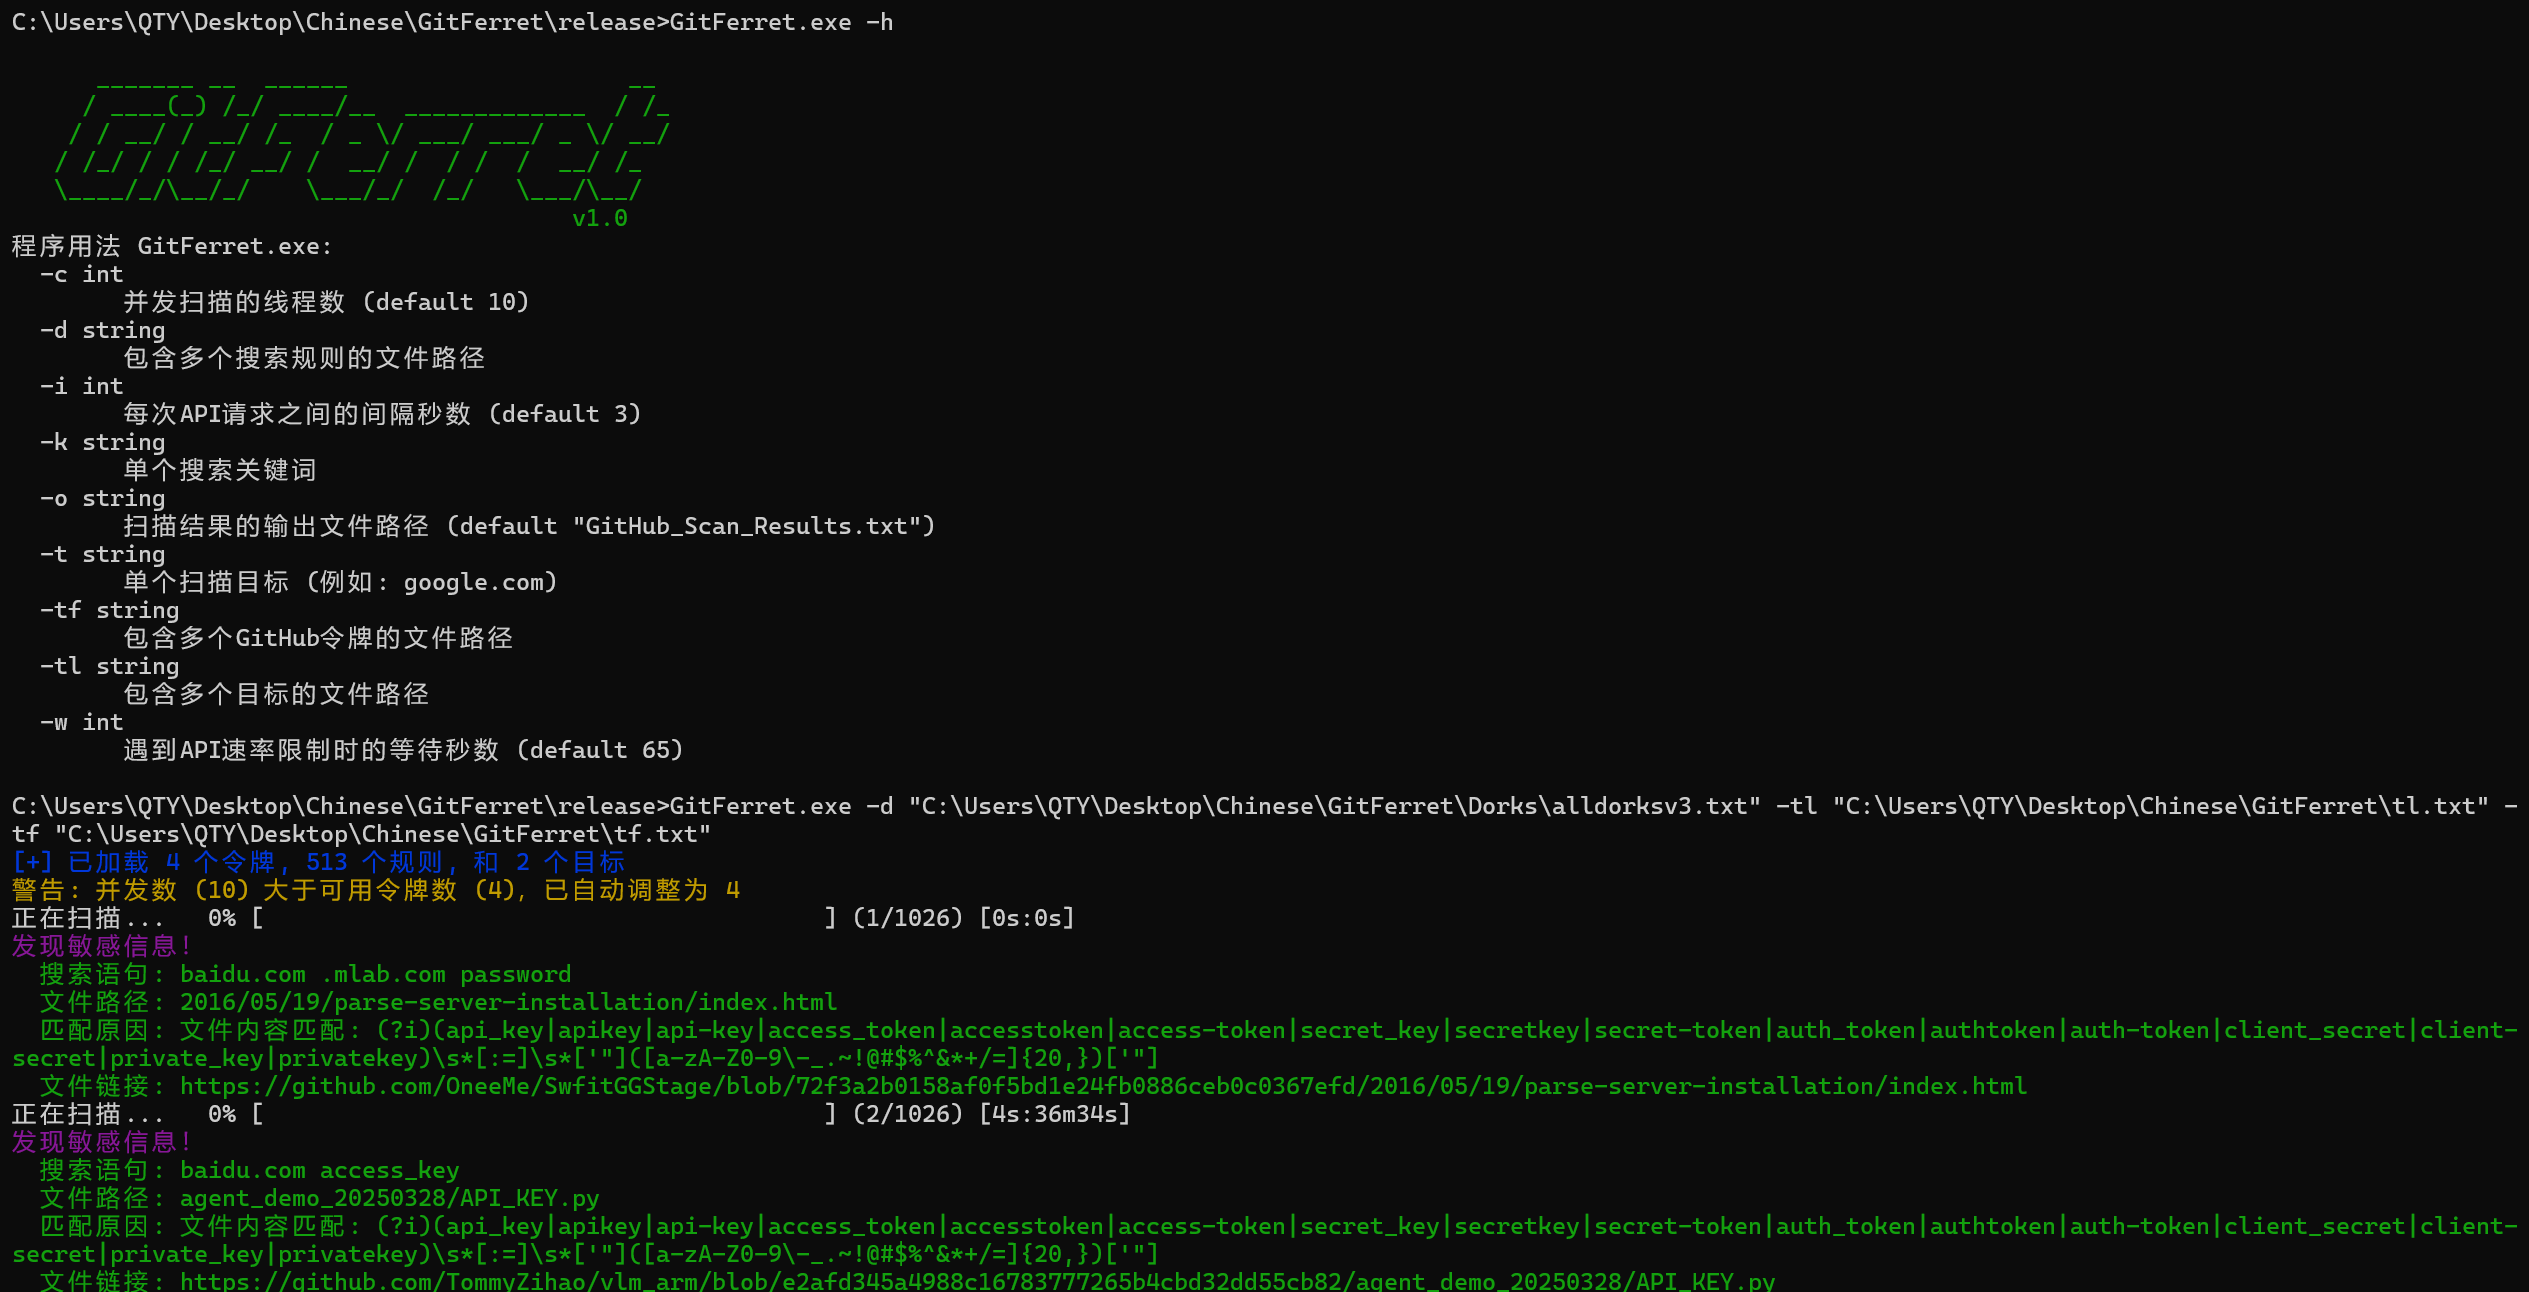 C:\Users\QTY\Desktop\Chinese\GitFerret\release>GitFerret.exe -h
GitFerret
v1.0
程序用法 GitFerret.exe:
-c int
并发扫描的线程数 (default 10)
-d string
包含多个搜索规则的文件路径
-i int
每次API请求之间的间隔秒数 (default 3)
-k string
单个搜索关键词
-o string
扫描结果的输出文件路径 (default "GitHub_Scan_Results.txt")
-t string
单个扫描目标 (例如: google.com)
-tf string
包含多个GitHub令牌的文件路径
-tl string
包含多个目标的文件路径
-w int
遇到API速率限制时的等待秒数 (default 65)
C:\Users\QTY\Desktop\Chinese\GitFerret\release>GitFerret.exe -d "C:\Users\QTY\Desktop\Chinese\GitFerret\Dorks\alldorksv3.txt" -tl "C:\Users\QTY\Desktop\Chinese\GitFerret\tl.txt" -
tf "C:\Users\QTY\Desktop\Chinese\GitFerret\tf.txt"
[+] 已加载 4 个令牌, 513 个规则, 和 2 个目标
警告: 并发数 (10) 大于可用令牌数 (4), 已自动调整为 4
正在扫描... 0% [ ] (1/1026) [0s:0s]
发现敏感信息!
搜索语句: baidu.com .mlab.com password
文件路径: 2016/05/19/parse-server-installation/index.html
匹配原因: 文件内容匹配: (?i)(api_key|apikey|api-key|access_token|accesstoken|access-token|secret_key|secretkey|secret-token|auth_token|authtoken|auth-token|client_secret|client-
secret|private_key|privatekey)\s*[:=]\s*['"]([a-zA-Z0-9\-_.~!@#$%^&*+/=]{20,})['"]
文件链接: https://github.com/OneeMe/SwfitGGStage/blob/72f3a2b0158af0f5bd1e24fb0886ceb0c0367efd/2016/05/19/parse-server-installation/index.html
正在扫描... 0% [ ] (2/1026) [4s:36m34s]
发现敏感信息!
搜索语句: baidu.com access_key
文件路径: agent_demo_20250328/API_KEY.py
匹配原因: 文件内容匹配: (?i)(api_key|apikey|api-key|access_token|accesstoken|access-token|secret_key|secretkey|secret-token|auth_token|authtoken|auth-token|client_secret|client-
secret|private_key|privatekey)\s*[:=]\s*['"]([a-zA-Z0-9\-_.~!@#$%^&*+/=]{20,})['"]
文件链接: https://github.com/TommyZihao/vlm_arm/blob/e2afd345a4988c16783777265b4cbd32dd55cb82/agent_demo_20250328/API_KEY.py